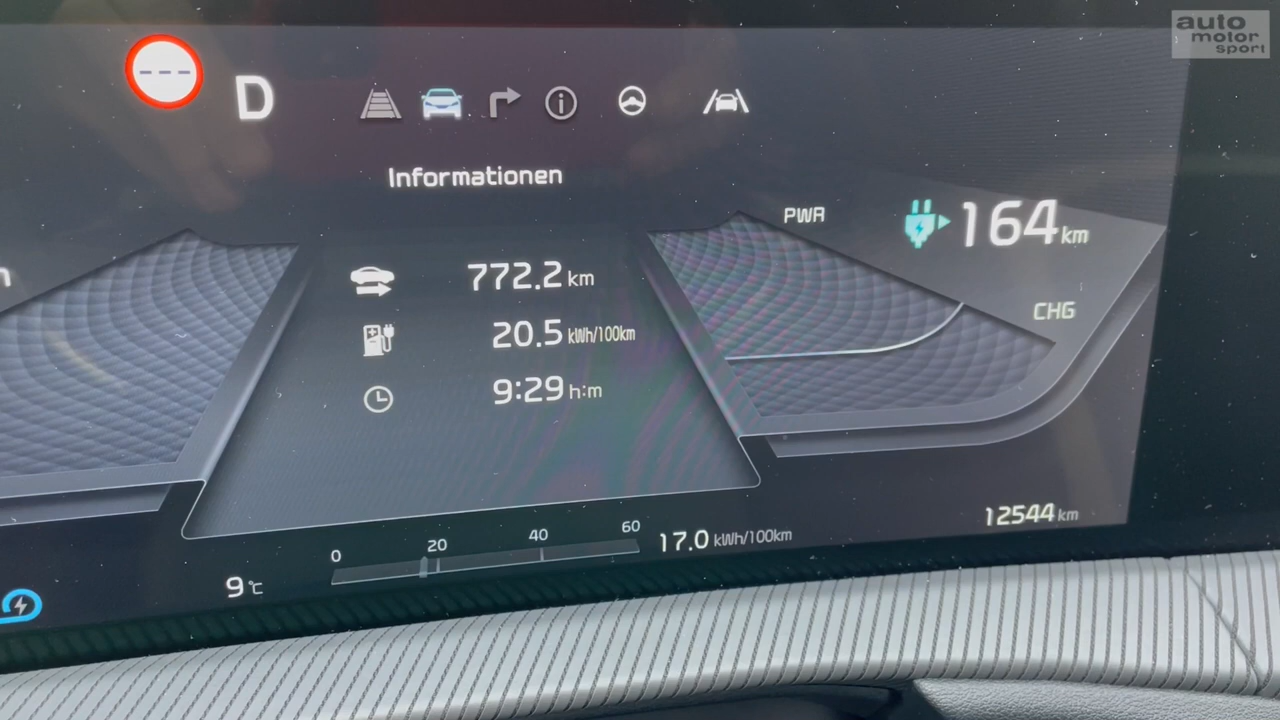 auto
motor
sport
---
D
Informationen
PWR
164 km
772.2 km
CHG
20.5 kWh/100km
9:29 h:m
12544 km
0 20 40 60
17.0 kWh/100km
9 °C